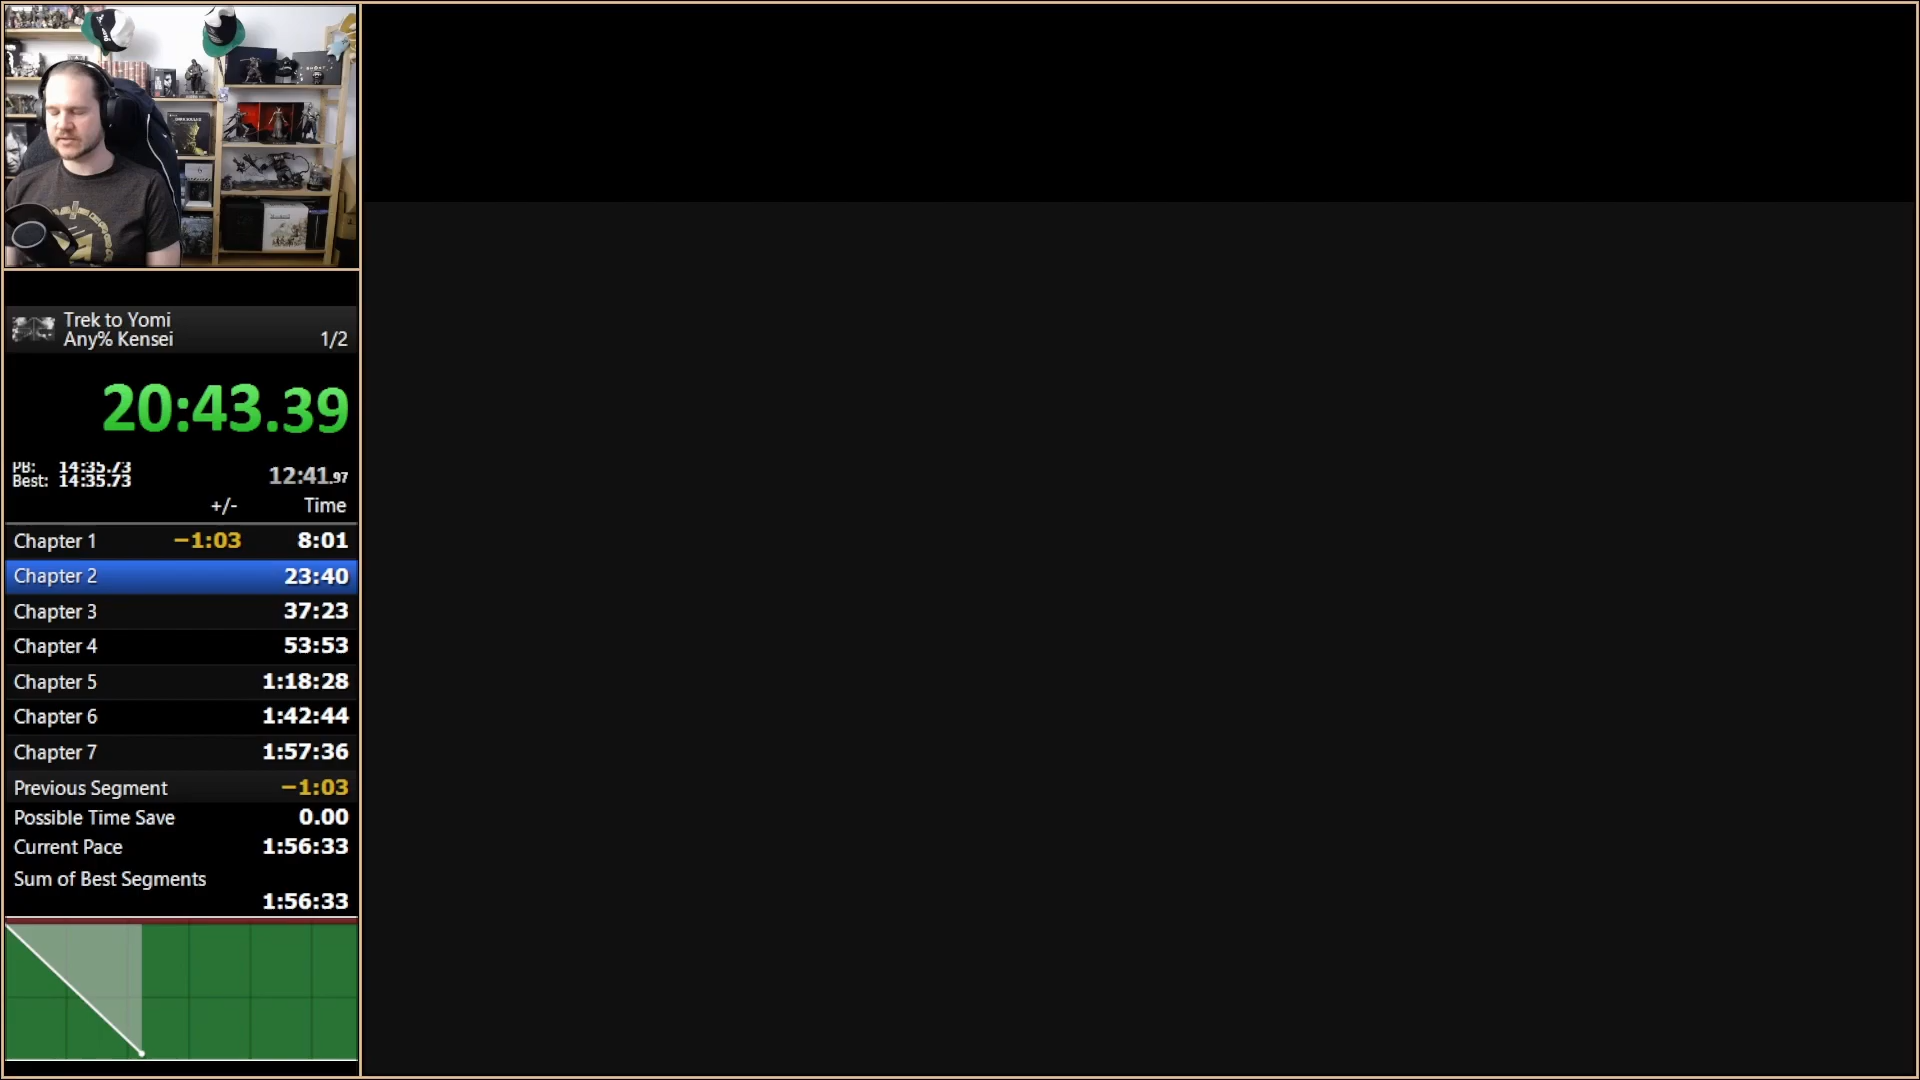 Trek to Yomi
Any% Kensei 1/2
20:43.39
PB: 14:35.73
Best: 14:35.73 12:41.97
+/- Time
Chapter 1 −1:03 8:01
Chapter 2 23:40
Chapter 3 37:23
Chapter 4 53:53
Chapter 5 1:18:28
Chapter 6 1:42:44
Chapter 7 1:57:36
Previous Segment −1:03
Possible Time Save 0.00
Current Pace 1:56:33
Sum of Best Segments
1:56:33